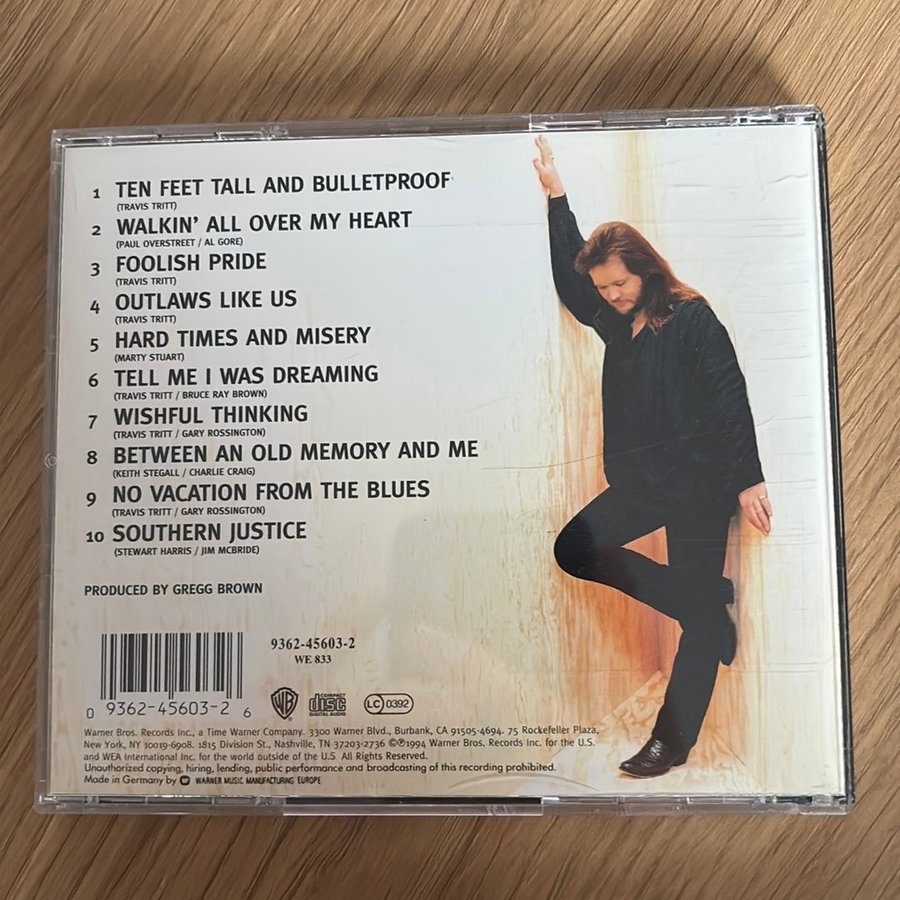 1 TEN FEET TALL AND BULLETPROOF
(TRAVIS TRITT)
2 WALKIN' ALL OVER MY HEART
(PAUL OVERSTREET / AL GORE)
3 FOOLISH PRIDE
(TRAVIS TRITT)
4 OUTLAWS LIKE US
(TRAVIS TRITT)
5 HARD TIMES AND MISERY
(MARTY STUART)
6 TELL ME I WAS DREAMING
(TRAVIS TRITT / BRUCE RAY BROWN)
7 WISHFUL THINKING
(TRAVIS TRITT / GARY ROSSINGTON)
8 BETWEEN AN OLD MEMORY AND ME
(KEITH STEGALL / CHARLIE CRAIG)
9 NO VACATION FROM THE BLUES
(TRAVIS TRITT / GARY ROSSINGTON)
10 SOUTHERN JUSTICE
(STEWART HARRIS / JIM MCBRIDE)
PRODUCED BY GREGG BROWN
9362-45603-2
WE 833
0 9362-45603-2 6
WB
COMPACT
disc
DIGITAL AUDIO
LC 0392
Warner Bros. Records Inc., a Time Warner Company. 3300 Warner Blvd., Burbank, CA 91505-4694. 75 Rockefeller Plaza,
New York, NY 10019-6908. 1815 Division St., Nashville, TN 37203-2736 ©℗1994 Warner Bros. Records Inc. for the U.S.
and WEA International Inc. for the world outside of the U.S. All Rights Reserved.
Unauthorized copying, hiring, lending, public performance and broadcasting of this recording prohibited.
Made in Germany by WARNER MUSIC MANUFACTURING EUROPE